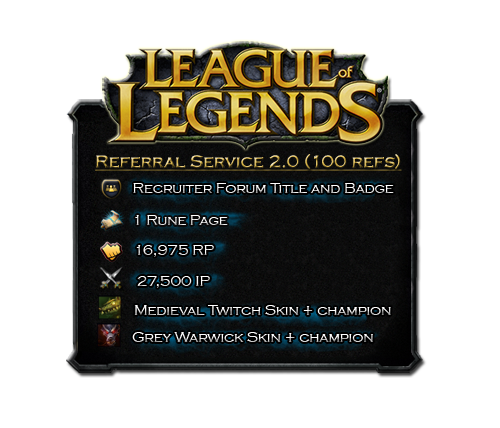 LEAGUE of
LEGENDS®
REFERRAL SERVICE 2.0 (100 REFS)
RECRUITER FORUM TITLE AND BADGE
1 RUNE PAGE
16,975 RP
27,500 IP
MEDIEVAL TWITCH SKIN + CHAMPION
GREY WARWICK SKIN + CHAMPION